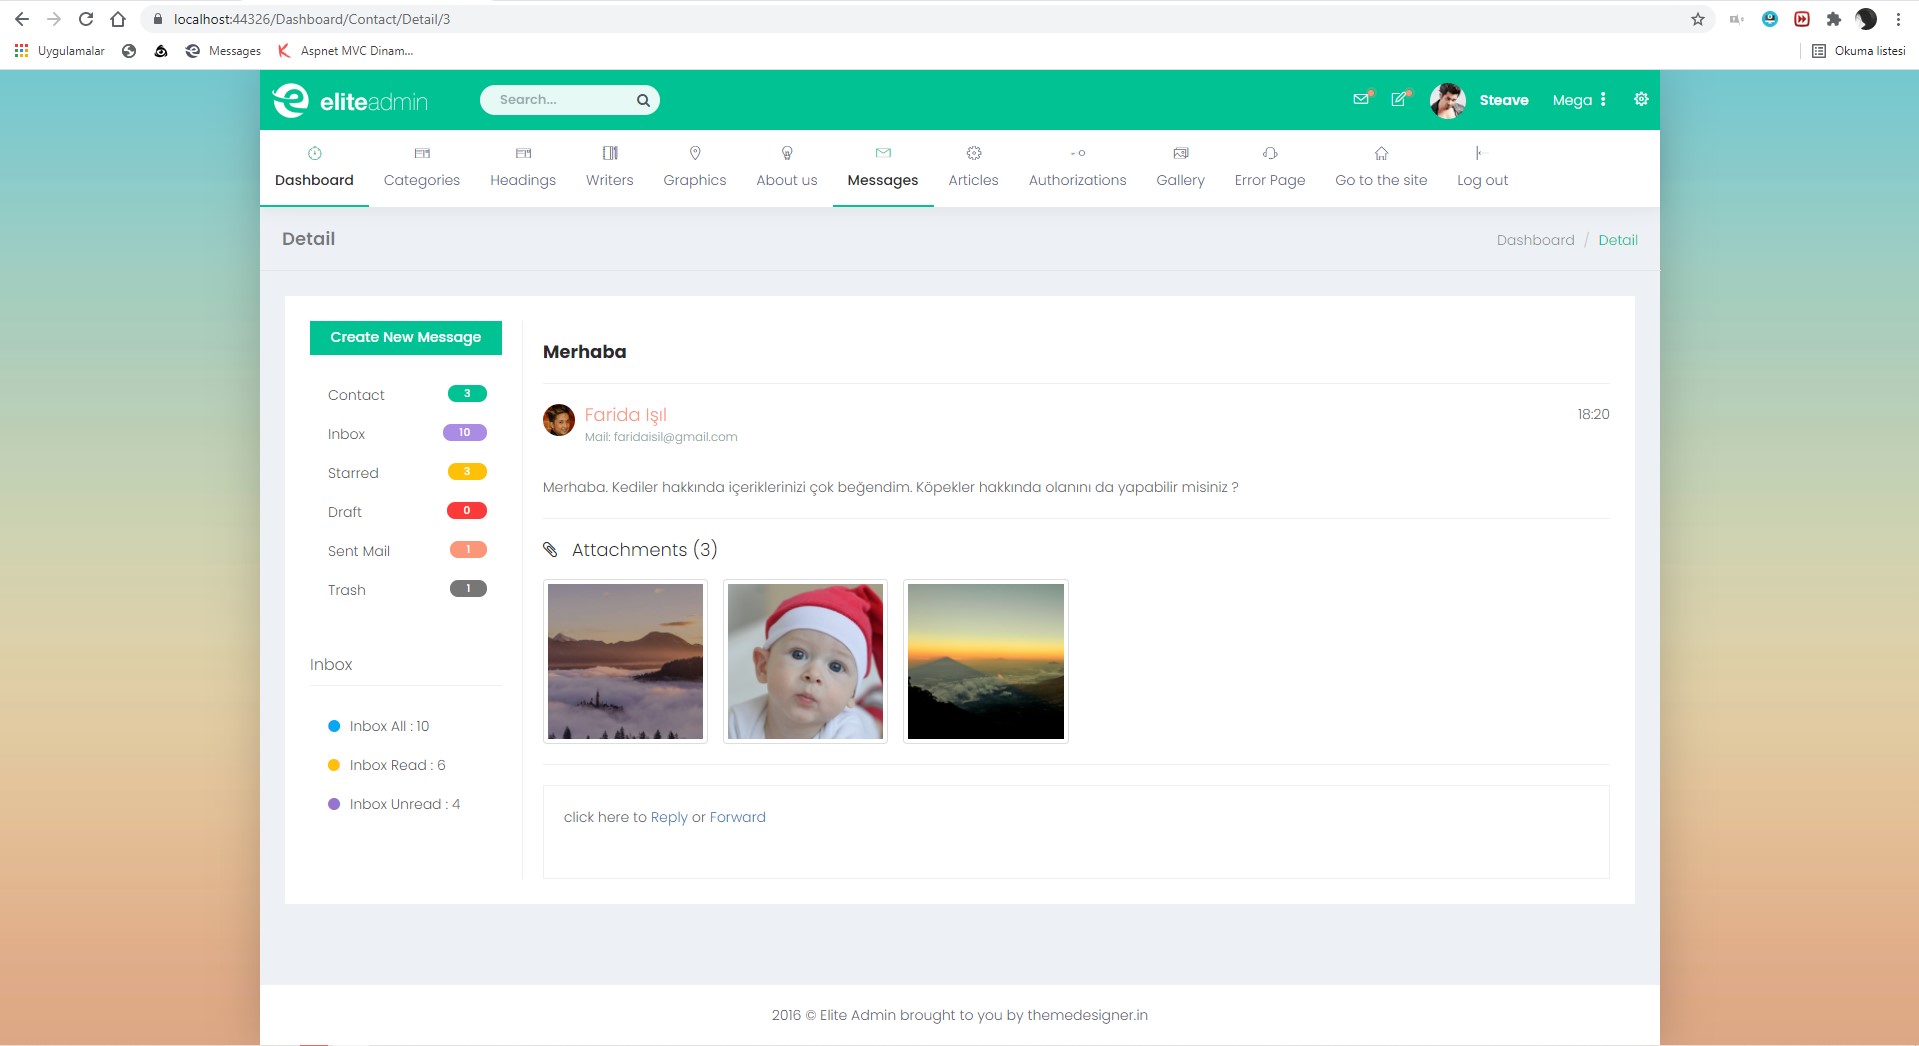 localhost:44326/Dashboard/Contact/Detail/3
Uygulamalar Messages Aspnet MVC Dinam... Okuma listesi
eliteadmin Search... Steave Mega
Dashboard Categories Headings Writers Graphics About us Messages Articles Authorizations Gallery Error Page Go to the site Log out
Detail Dashboard / Detail
Create New Message
Contact 3
Inbox 10
Starred 3
Draft 0
Sent Mail 1
Trash 1
Inbox
Inbox All : 10
Inbox Read : 6
Inbox Unread : 4
Merhaba
Farida Işıl 18:20
Mail: faridaisil@gmail.com
Merhaba. Kediler hakkında içeriklerinizi çok beğendim. Köpekler hakkında olanını da yapabilir misiniz ?
Attachments (3)
click here to Reply or Forward
2016 © Elite Admin brought to you by themedesigner.in